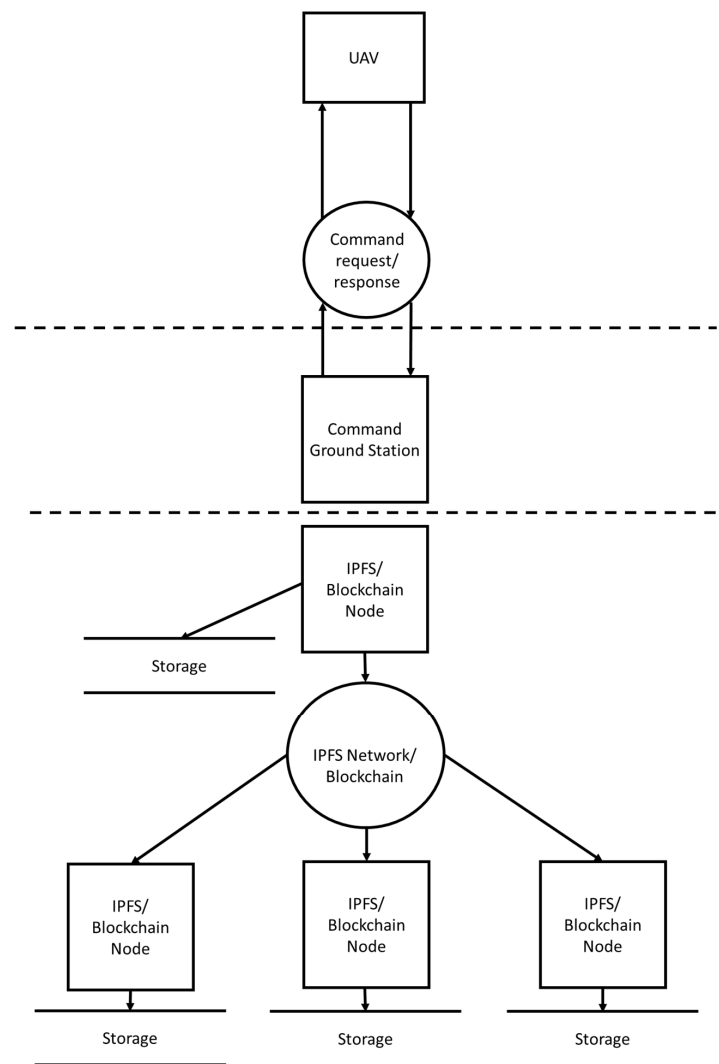 UAV
Command
request/
response
Command
Ground Station
IPFS/
Blockchain
Node
Storage
IPFS Network/
Blockchain
IPFS/
Blockchain
Node
IPFS/
Blockchain
Node
IPFS/
Blockchain
Node
Storage
Storage
Storage